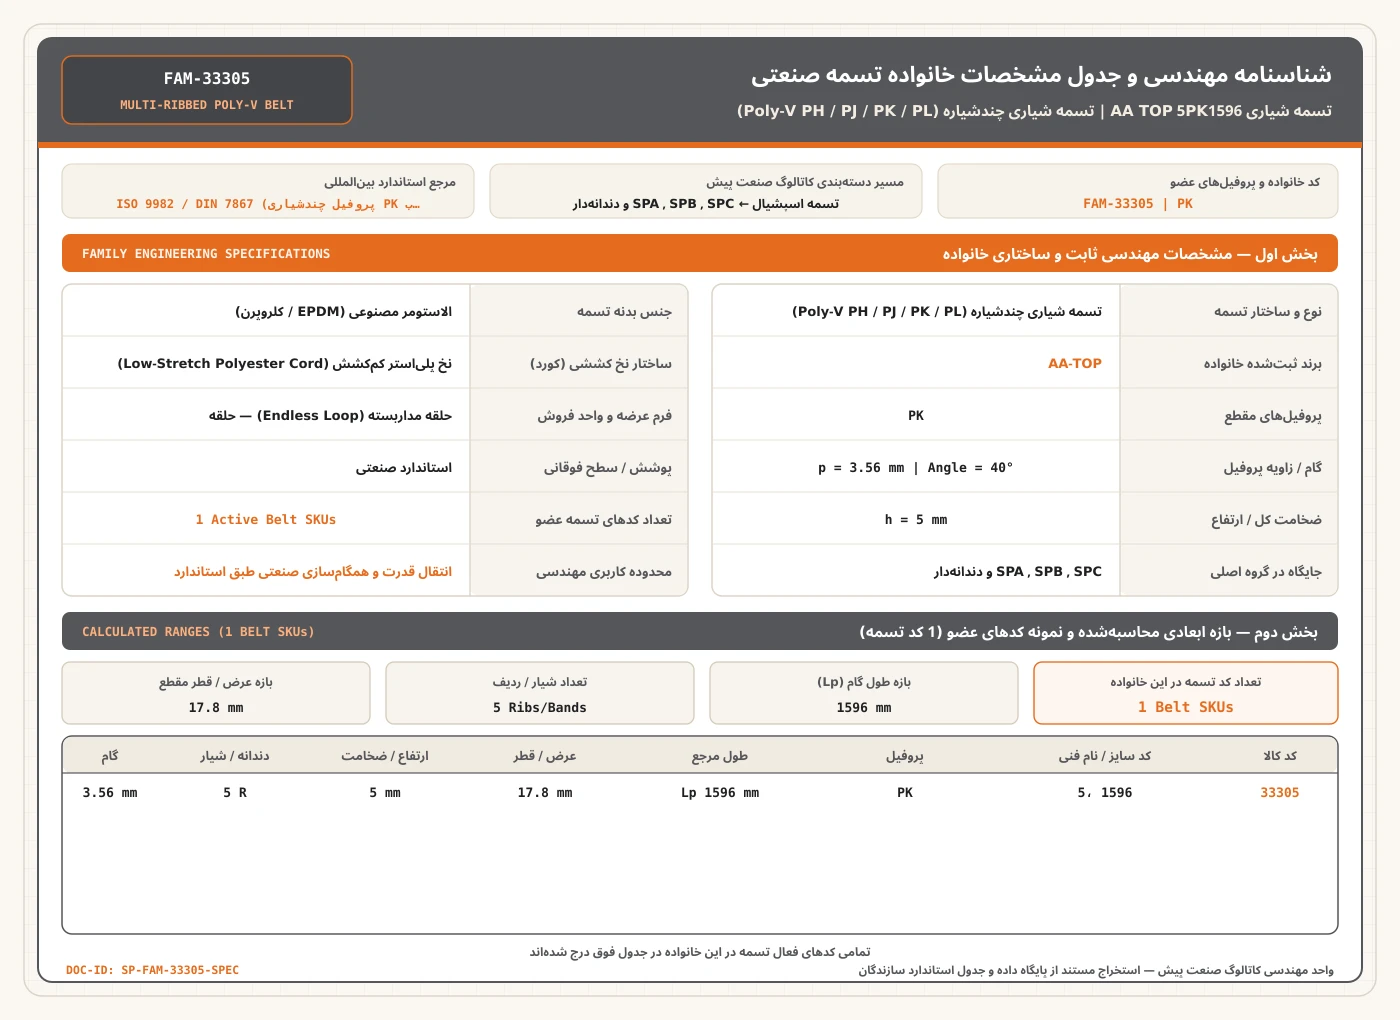 شناسنامه مهندسی و جدول مشخصات خانواده تسمه صنعتی
تسمه شیاری AA TOP 5PK1596 | تسمه شیاری چندشیاره (Poly-V PH / PJ / PK / PL)
FAM-33305
MULTI-RIBBED POLY-V BELT
کد خانواده و پروفیل‌های عضو
FAM-33305 | PK
مسیر دسته‌بندی کاتالوگ صنعت پیش
تسمه اسپشیال ← SPA , SPB , SPC و دندانه‌دار
مرجع استاندارد بین‌المللی
ISO 9982 / DIN 7867 (پروفیل چندشیاری PK ب…
بخش اول — مشخصات مهندسی ثابت و ساختاری خانواده
FAMILY ENGINEERING SPECIFICATIONS
نوع و ساختار تسمه
تسمه شیاری چندشیاره (Poly-V PH / PJ / PK / PL)
برند ثبت‌شده خانواده
AA-TOP
پروفیل‌های مقطع
PK
گام / زاویه پروفیل
p = 3.56 mm | Angle = 40°
ضخامت کل / ارتفاع
h = 5 mm
جایگاه در گروه اصلی
SPA , SPB , SPC و دندانه‌دار
جنس بدنه تسمه
الاستومر مصنوعی (EPDM / کلروپرن)
ساختار نخ کششی (کورد)
نخ پلی‌استر کم‌کشش (Low-Stretch Polyester Cord)
فرم عرضه و واحد فروش
حلقه مداربسته (Endless Loop) — حلقه
پوشش / سطح فوقانی
استاندارد صنعتی
تعداد کدهای تسمه عضو
1 Active Belt SKUs
محدوده کاربری مهندسی
انتقال قدرت و همگام‌سازی صنعتی طبق استاندارد
بخش دوم — بازه ابعادی محاسبه‌شده و نمونه کدهای عضو (1 کد تسمه)
CALCULATED RANGES (1 BELT SKUs)
تعداد کد تسمه در این خانواده
1 Belt SKUs
بازه طول گام (Lp)
1596 mm
تعداد شیار / ردیف
5 Ribs/Bands
بازه عرض / قطر مقطع
17.8 mm
کد کالا	کد سایز / نام فنی	پروفیل	طول مرجع	عرض / قطر	ارتفاع / ضخامت	دندانه / شیار	گام
33305	5، 1596	PK	Lp 1596 mm	17.8 mm	5 mm	5 R	3.56 mm
تمامی کدهای فعال تسمه در این خانواده در جدول فوق درج شده‌اند
واحد مهندسی کاتالوگ صنعت پیش — استخراج مستند از پایگاه داده و جدول استاندارد سازندگان
DOC-ID: SP-FAM-33305-SPEC